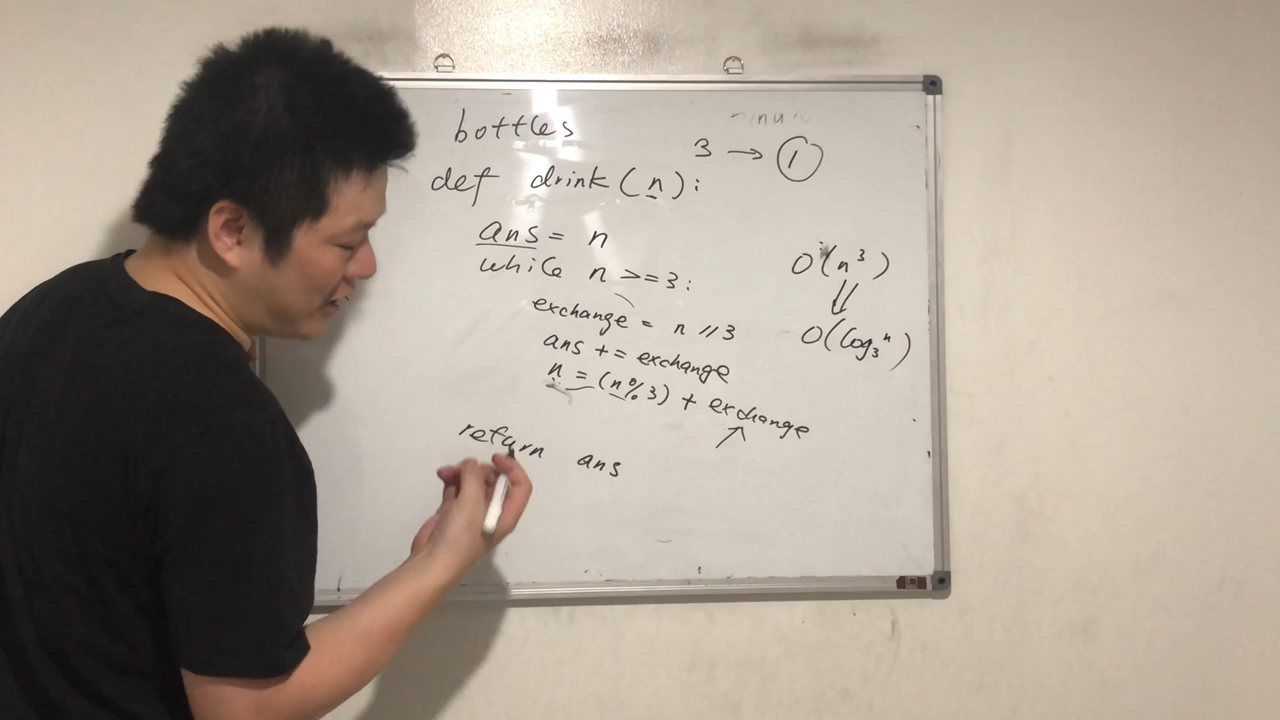 bottles
3 → 1
def drink(n):
ans = n
while n >= 3:
exchange = n // 3
ans += exchange
n = (n % 3) + exchange
return ans
O(n³)
⇓
O(log₃ⁿ)